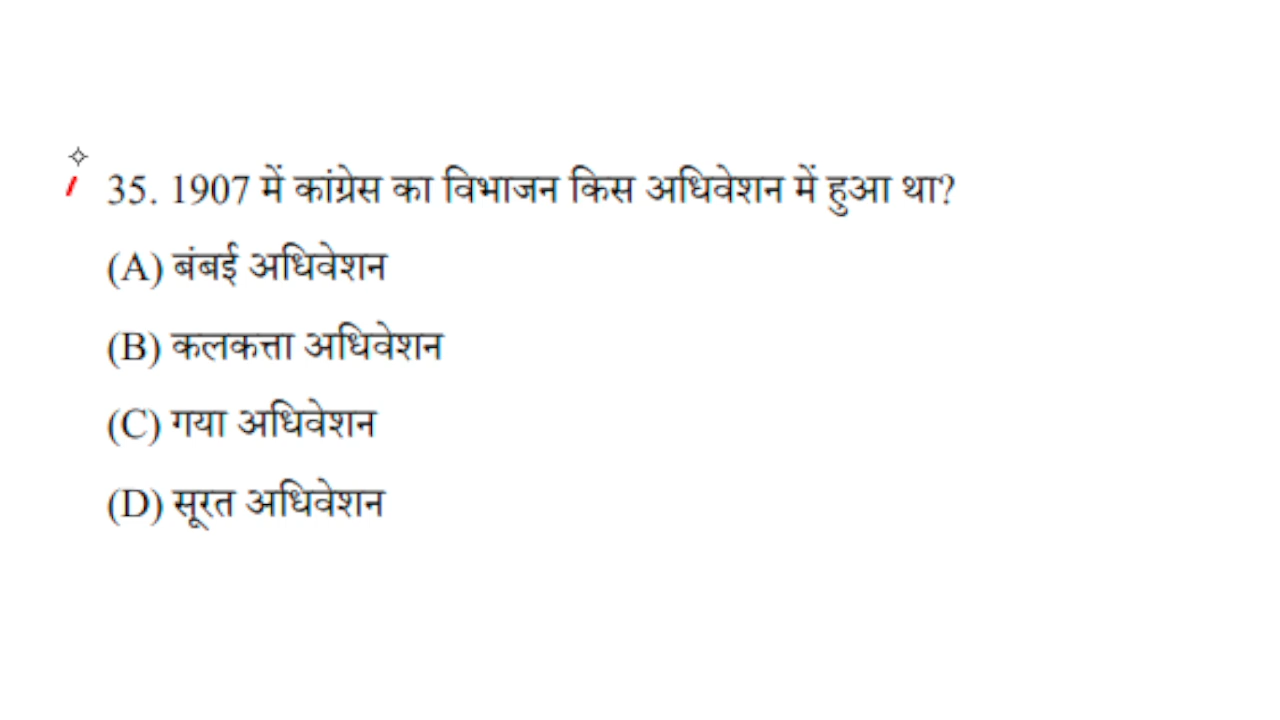 35. 1907 में कांग्रेस का विभाजन किस अधिवेशन में हुआ था?
(A) बंबई अधिवेशन
(B) कलकत्ता अधिवेशन
(C) गया अधिवेशन
(D) सूरत अधिवेशन